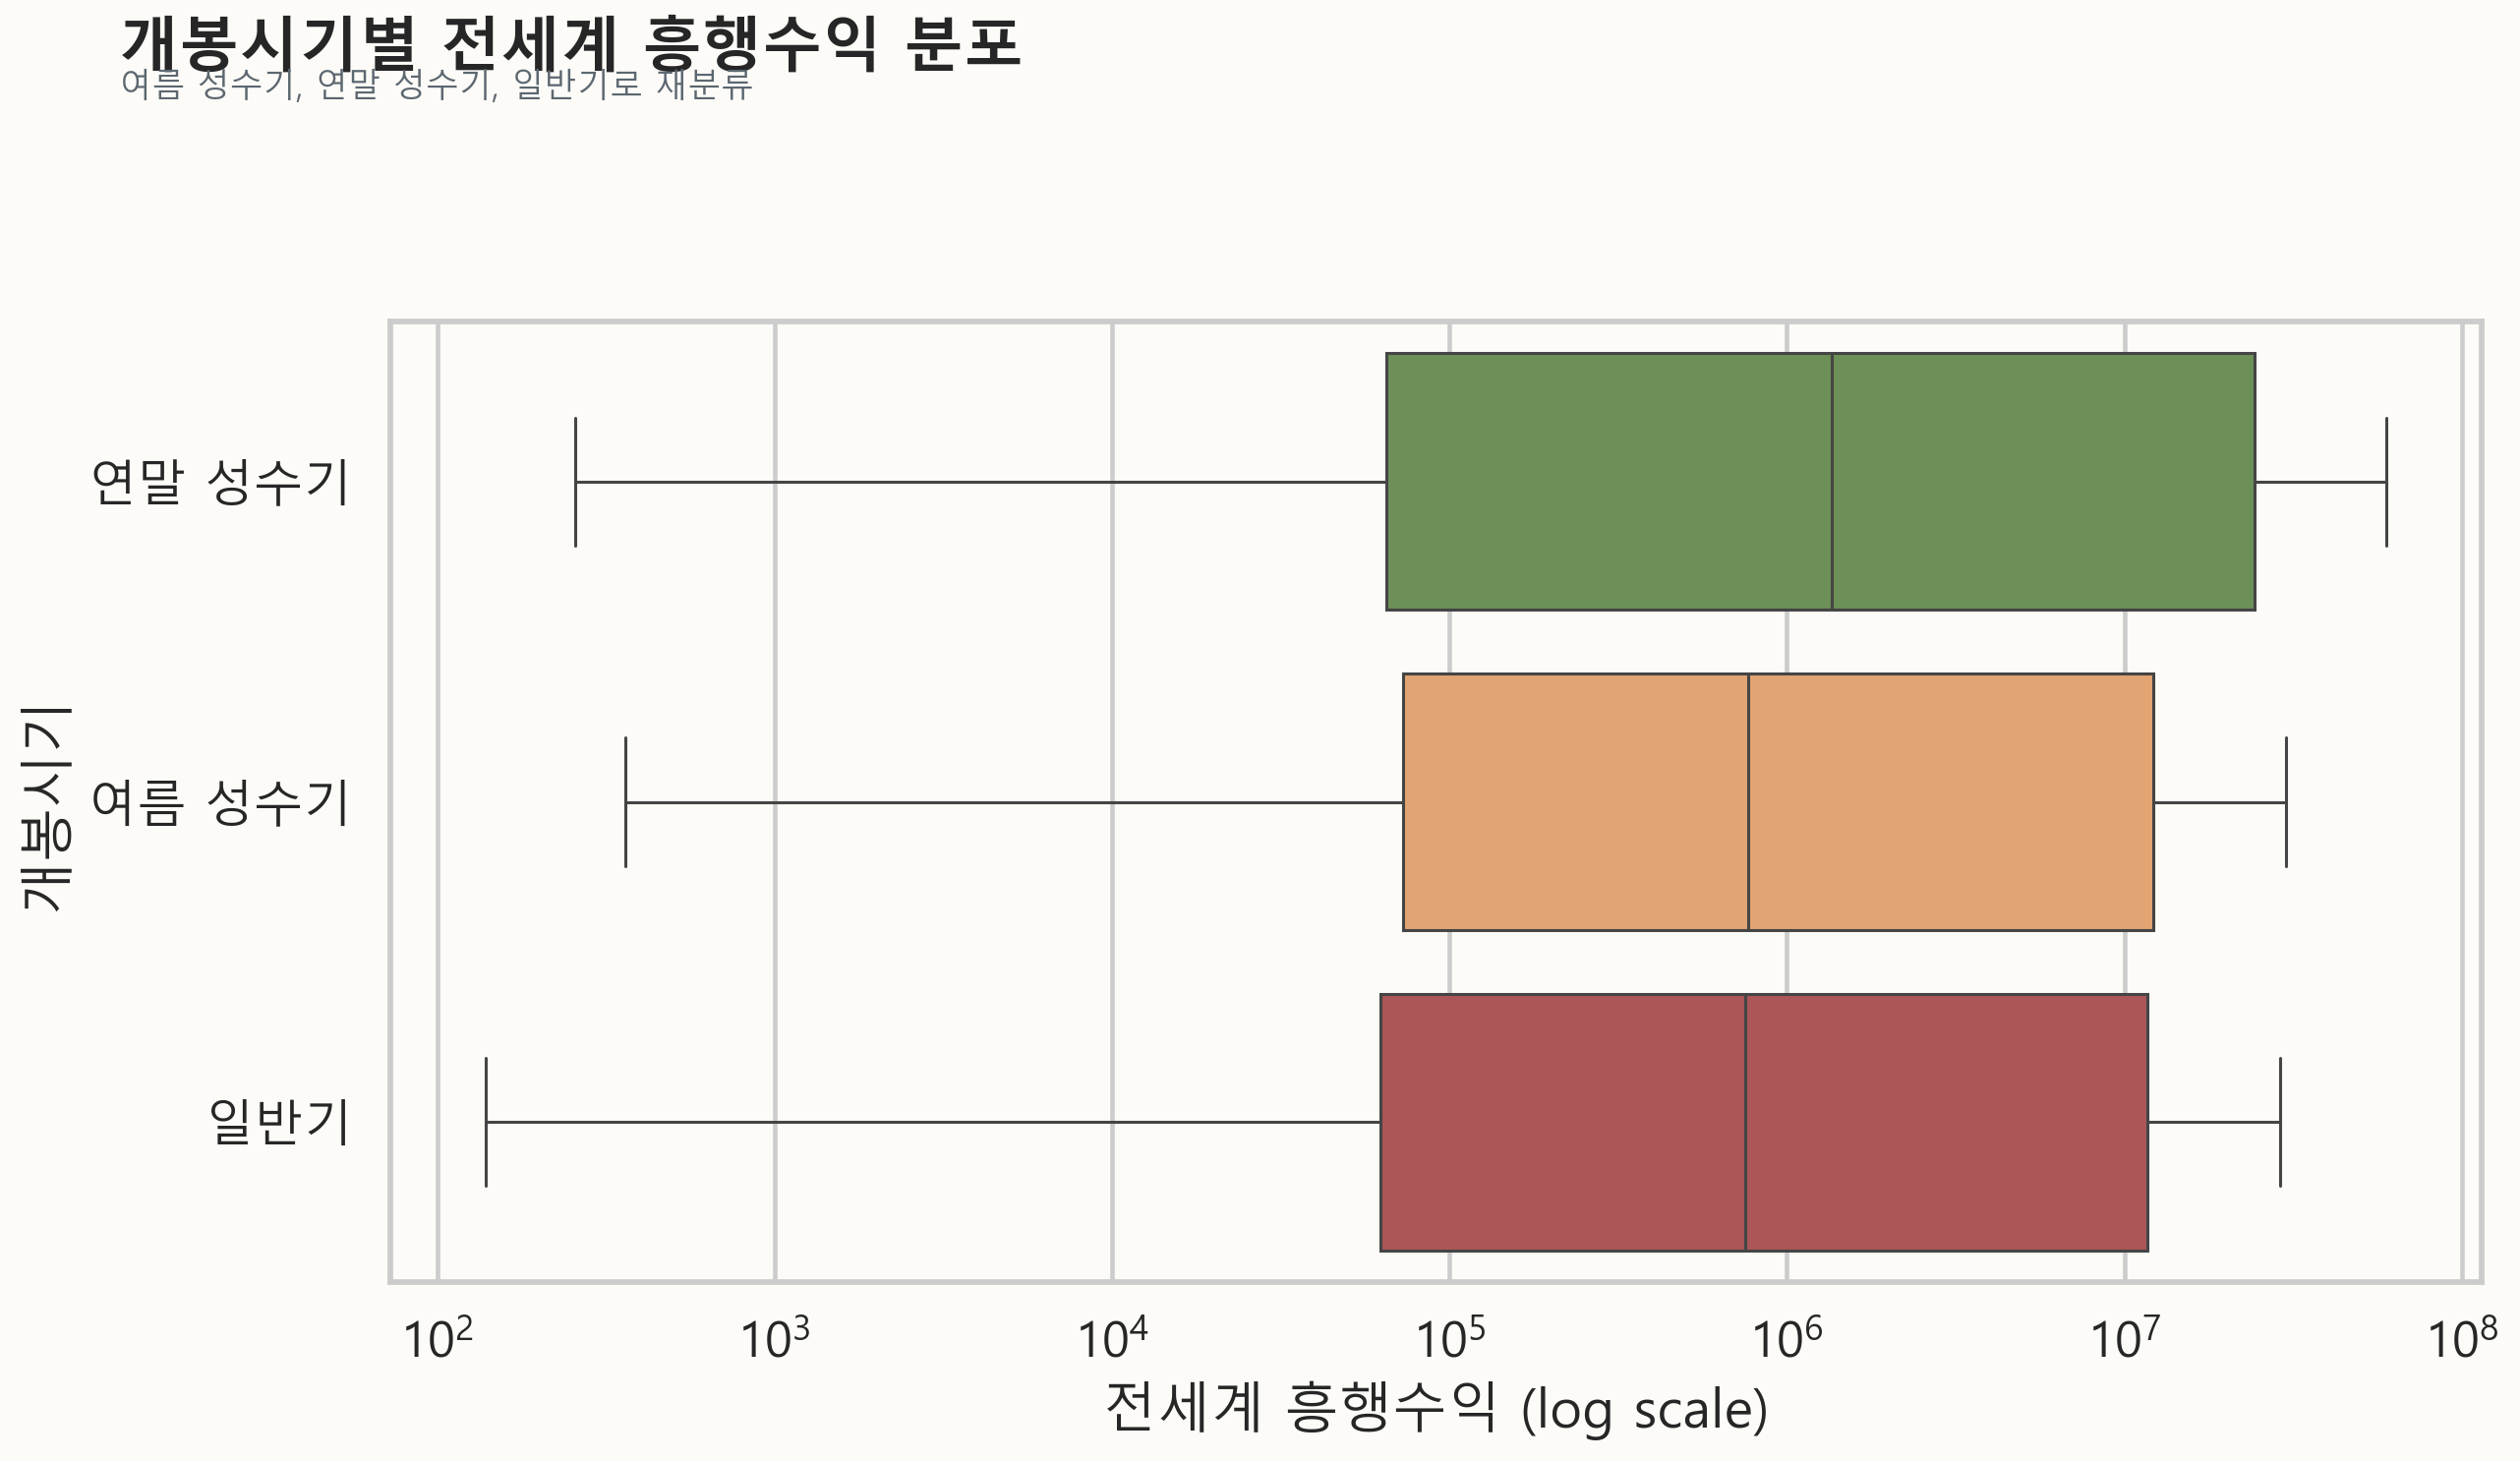 개봉시기별 전세계 흥행수익 분포
여름 성수기, 연말 성수기, 일반기로 재분류
개봉시기
연말 성수기
여름 성수기
일반기
10² 10³ 10⁴ 10⁵ 10⁶ 10⁷ 10⁸
전세계 흥행수익 (log scale)